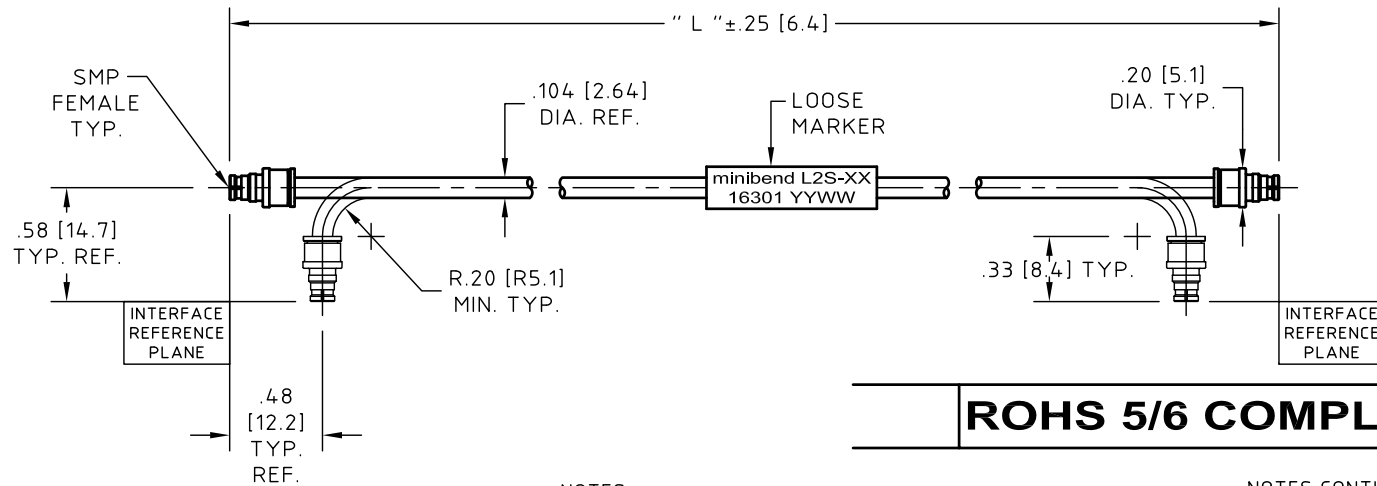 " L "±.25 [6.4]
SMP
FEMALE
TYP.
.104 [2.64]
DIA. REF.
LOOSE
MARKER
.20 [5.1]
DIA. TYP.
minibend L2S-XX
16301 YYWW
.58 [14.7]
TYP. REF.
R.20 [R5.1]
MIN. TYP.
.33 [8.4] TYP.
INTERFACE
REFERENCE
PLANE
INTERFACE
REFERENCE
PLANE
.48
[12.2]
TYP.
REF.
ROHS 5/6 COMPL